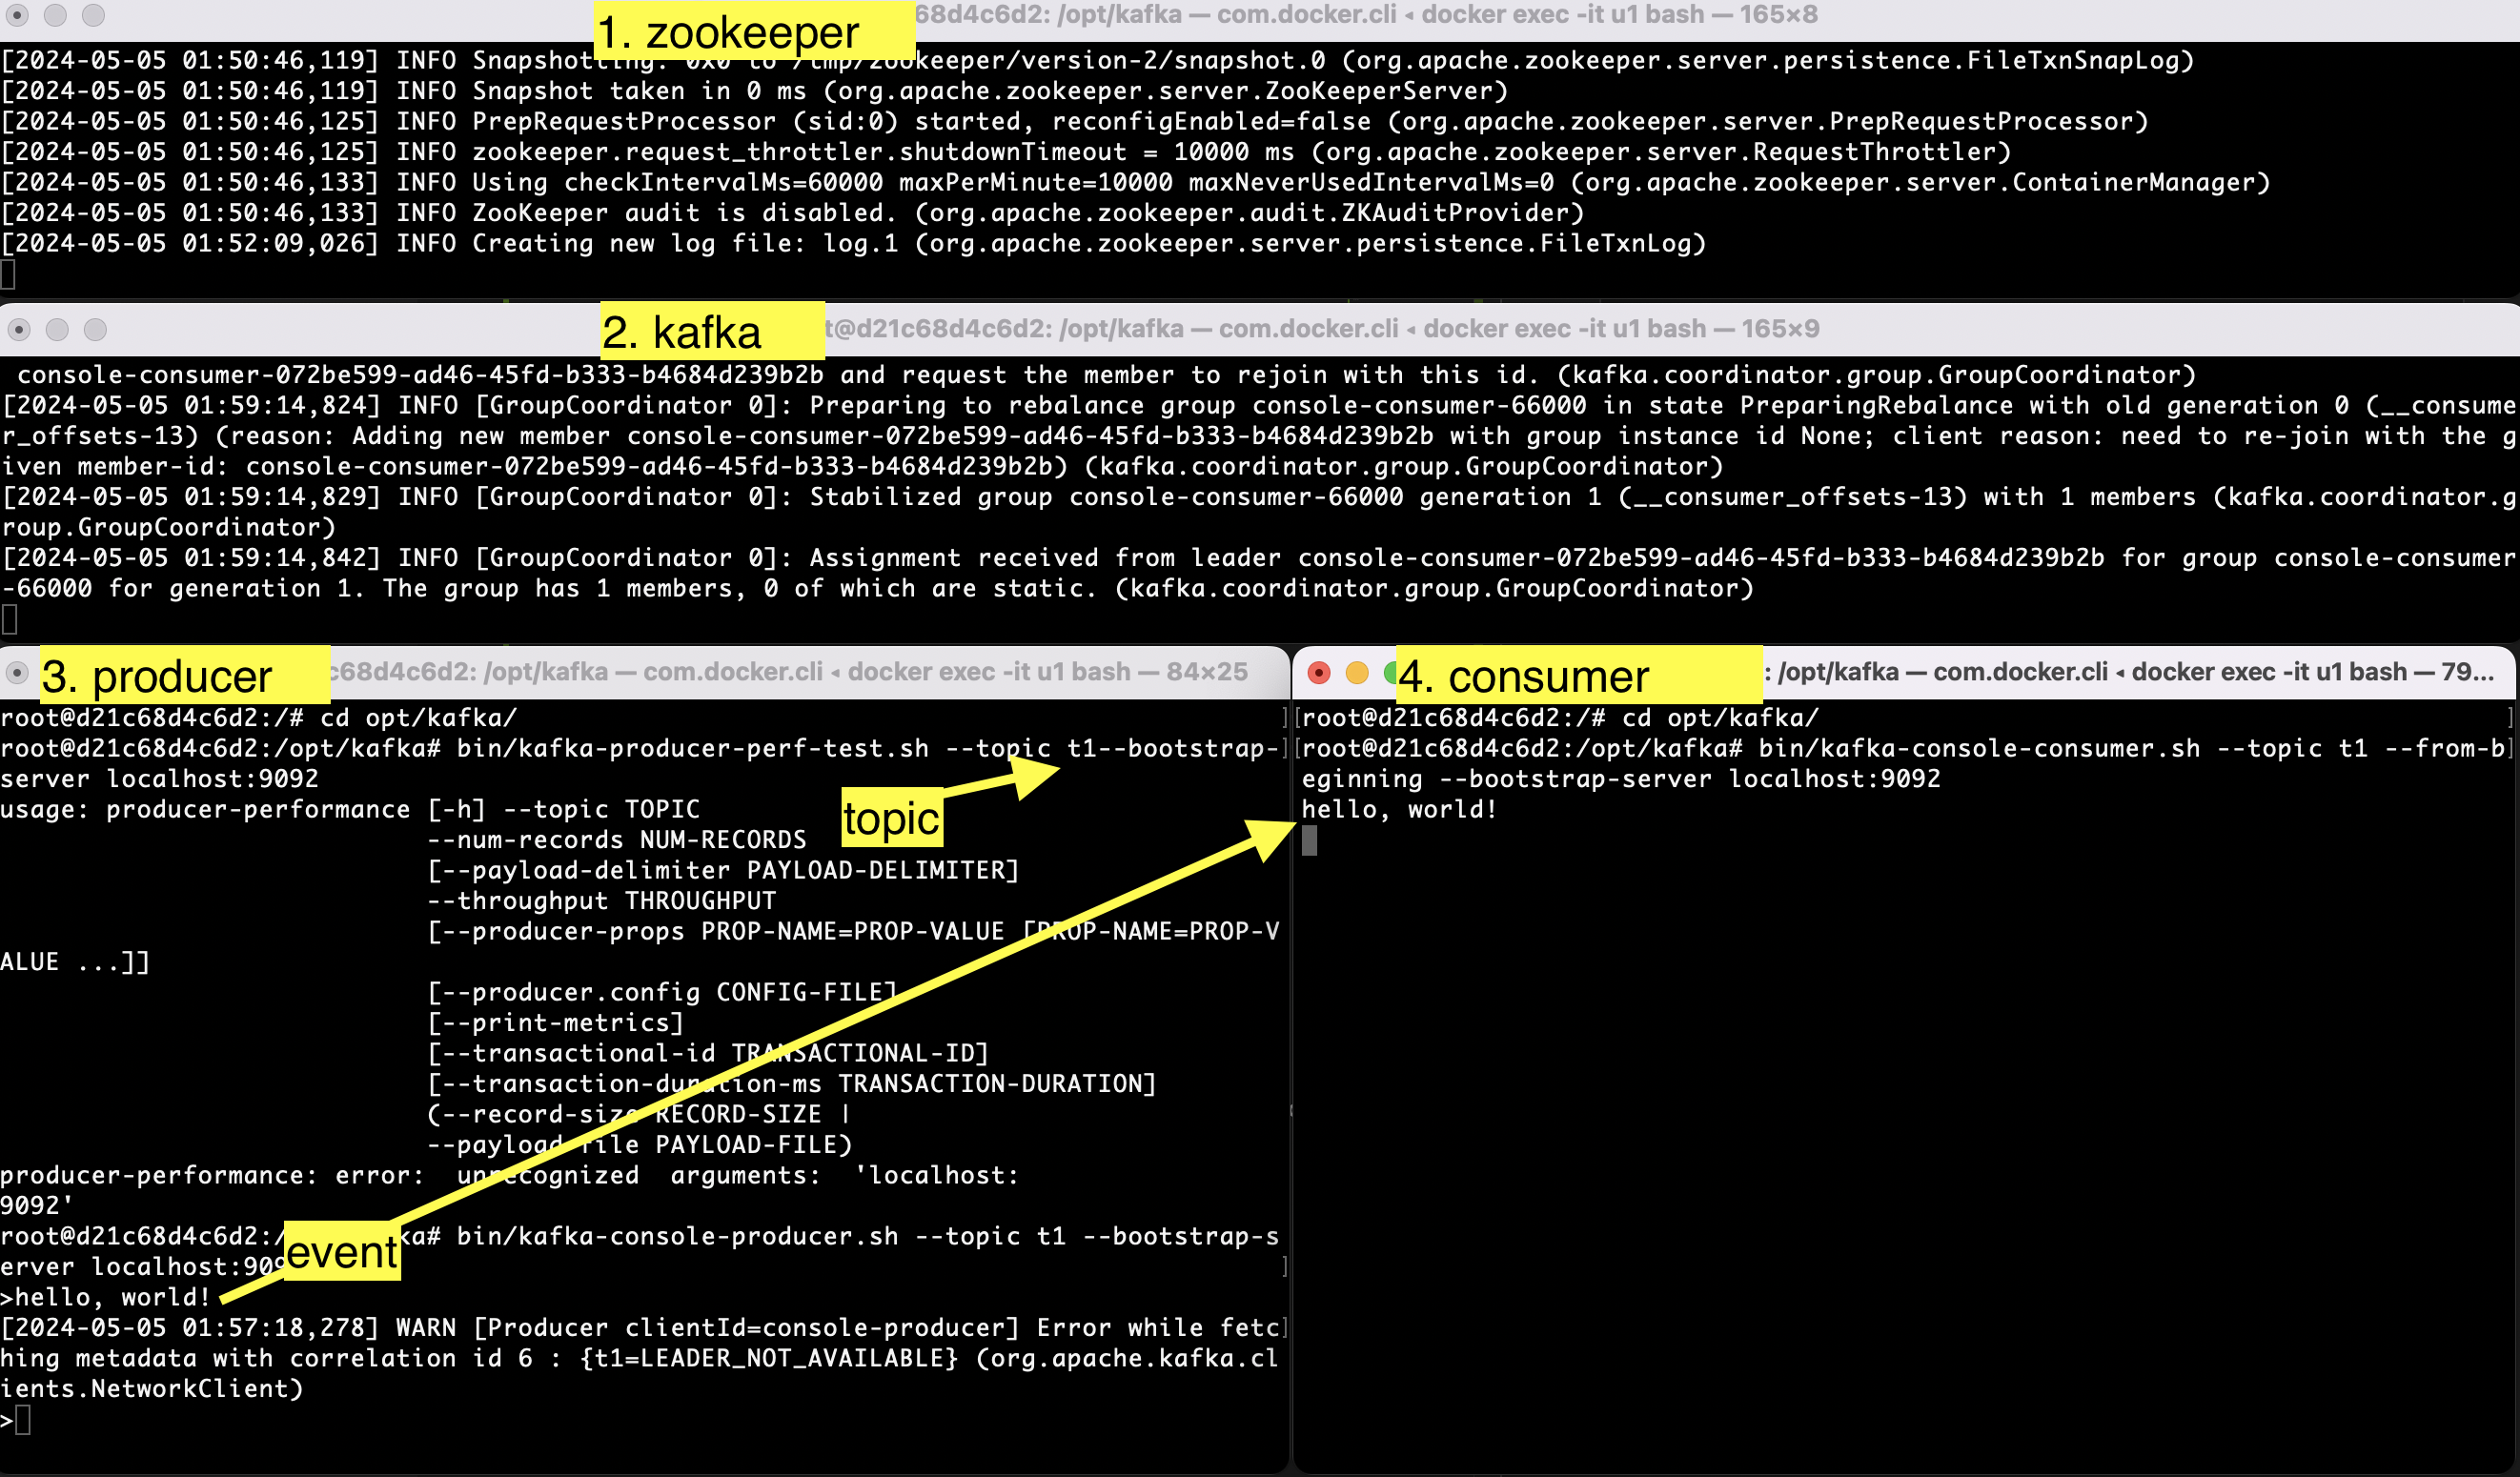 1. zookeeper
68d4c6d2: /opt/kafka — com.docker.cli ◂ docker exec -it u1 bash — 165×8
[2024-05-05 01:50:46,119] INFO Snapshotting: 0x0 to /tmp/zookeeper/version-2/snapshot.0 (org.apache.zookeeper.server.persistence.FileTxnSnapLog)
[2024-05-05 01:50:46,119] INFO Snapshot taken in 0 ms (org.apache.zookeeper.server.ZooKeeperServer)
[2024-05-05 01:50:46,125] INFO PrepRequestProcessor (sid:0) started, reconfigEnabled=false (org.apache.zookeeper.server.PrepRequestProcessor)
[2024-05-05 01:50:46,125] INFO zookeeper.request_throttler.shutdownTimeout = 10000 ms (org.apache.zookeeper.server.RequestThrottler)
[2024-05-05 01:50:46,133] INFO Using checkIntervalMs=60000 maxPerMinute=10000 maxNeverUsedIntervalMs=0 (org.apache.zookeeper.server.ContainerManager)
[2024-05-05 01:50:46,133] INFO ZooKeeper audit is disabled. (org.apache.zookeeper.audit.ZKAuditProvider)
[2024-05-05 01:52:09,026] INFO Creating new log file: log.1 (org.apache.zookeeper.server.persistence.FileTxnLog)
2. kafka
t@d21c68d4c6d2: /opt/kafka — com.docker.cli ◂ docker exec -it u1 bash — 165×9
console-consumer-072be599-ad46-45fd-b333-b4684d239b2b and request the member to rejoin with this id. (kafka.coordinator.group.GroupCoordinator)
[2024-05-05 01:59:14,824] INFO [GroupCoordinator 0]: Preparing to rebalance group console-consumer-66000 in state PreparingRebalance with old generation 0 (__consume
r_offsets-13) (reason: Adding new member console-consumer-072be599-ad46-45fd-b333-b4684d239b2b with group instance id None; client reason: need to re-join with the g
iven member-id: console-consumer-072be599-ad46-45fd-b333-b4684d239b2b) (kafka.coordinator.group.GroupCoordinator)
[2024-05-05 01:59:14,829] INFO [GroupCoordinator 0]: Stabilized group console-consumer-66000 generation 1 (__consumer_offsets-13) with 1 members (kafka.coordinator.g
roup.GroupCoordinator)
[2024-05-05 01:59:14,842] INFO [GroupCoordinator 0]: Assignment received from leader console-consumer-072be599-ad46-45fd-b333-b4684d239b2b for group console-consumer
-66000 for generation 1. The group has 1 members, 0 of which are static. (kafka.coordinator.group.GroupCoordinator)
3. producer
c68d4c6d2: /opt/kafka — com.docker.cli ◂ docker exec -it u1 bash — 84×25
root@d21c68d4c6d2:/# cd opt/kafka/
root@d21c68d4c6d2:/opt/kafka# bin/kafka-producer-perf-test.sh --topic t1--bootstrap-
server localhost:9092
usage: producer-performance [-h] --topic TOPIC
--num-records NUM-RECORDS
[--payload-delimiter PAYLOAD-DELIMITER]
--throughput THROUGHPUT
[--producer-props PROP-NAME=PROP-VALUE [PROP-NAME=PROP-V
ALUE ...]]
[--producer.config CONFIG-FILE]
[--print-metrics]
[--transactional-id TRANSACTIONAL-ID]
[--transaction-duration-ms TRANSACTION-DURATION]
(--record-size RECORD-SIZE |
--payload-file PAYLOAD-FILE)
producer-performance: error: unrecognized arguments: 'localhost:
9092'
root@d21c68d4c6d2:/ ka# bin/kafka-console-producer.sh --topic t1 --bootstrap-s
erver localhost:909
>hello, world!
[2024-05-05 01:57:18,278] WARN [Producer clientId=console-producer] Error while fetc
hing metadata with correlation id 6 : {t1=LEADER_NOT_AVAILABLE} (org.apache.kafka.cl
ients.NetworkClient)
>
topic
event
4. consumer
: /opt/kafka — com.docker.cli ◂ docker exec -it u1 bash — 79...
root@d21c68d4c6d2:/# cd opt/kafka/
root@d21c68d4c6d2:/opt/kafka# bin/kafka-console-consumer.sh --topic t1 --from-b
eginning --bootstrap-server localhost:9092
hello, world!